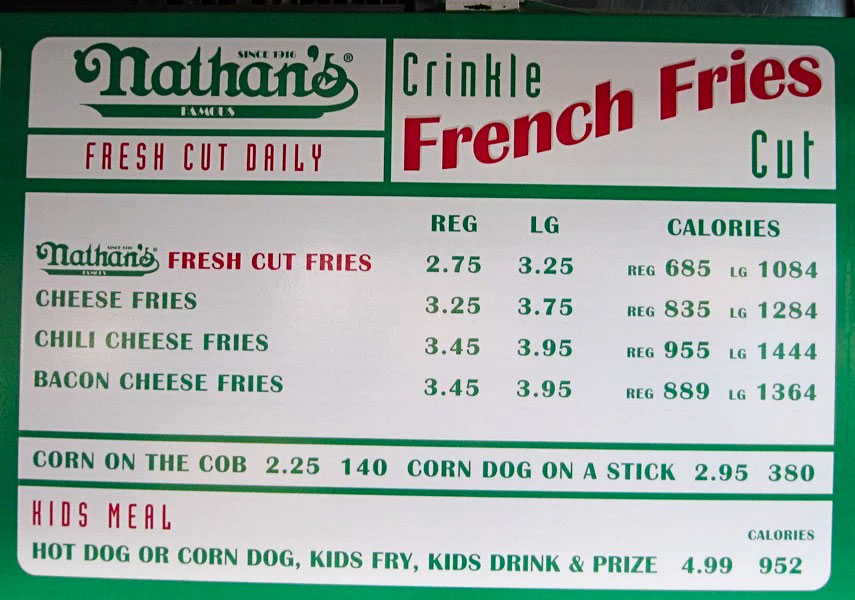 SINCE 1916
Nathan's®
FAMOUS
FRESH CUT DAILY
Crinkle
French Fries
Cut
REG LG CALORIES
SINCE 1916
Nathan's® FRESH CUT FRIES 2.75 3.25 REG 685 LG 1084
FAMOUS
CHEESE FRIES 3.25 3.75 REG 835 LG 1284
CHILI CHEESE FRIES 3.45 3.95 REG 955 LG 1444
BACON CHEESE FRIES 3.45 3.95 REG 889 LG 1364
CORN ON THE COB 2.25 140 CORN DOG ON A STICK 2.95 380
KIDS MEAL
CALORIES
HOT DOG OR CORN DOG, KIDS FRY, KIDS DRINK & PRIZE 4.99 952